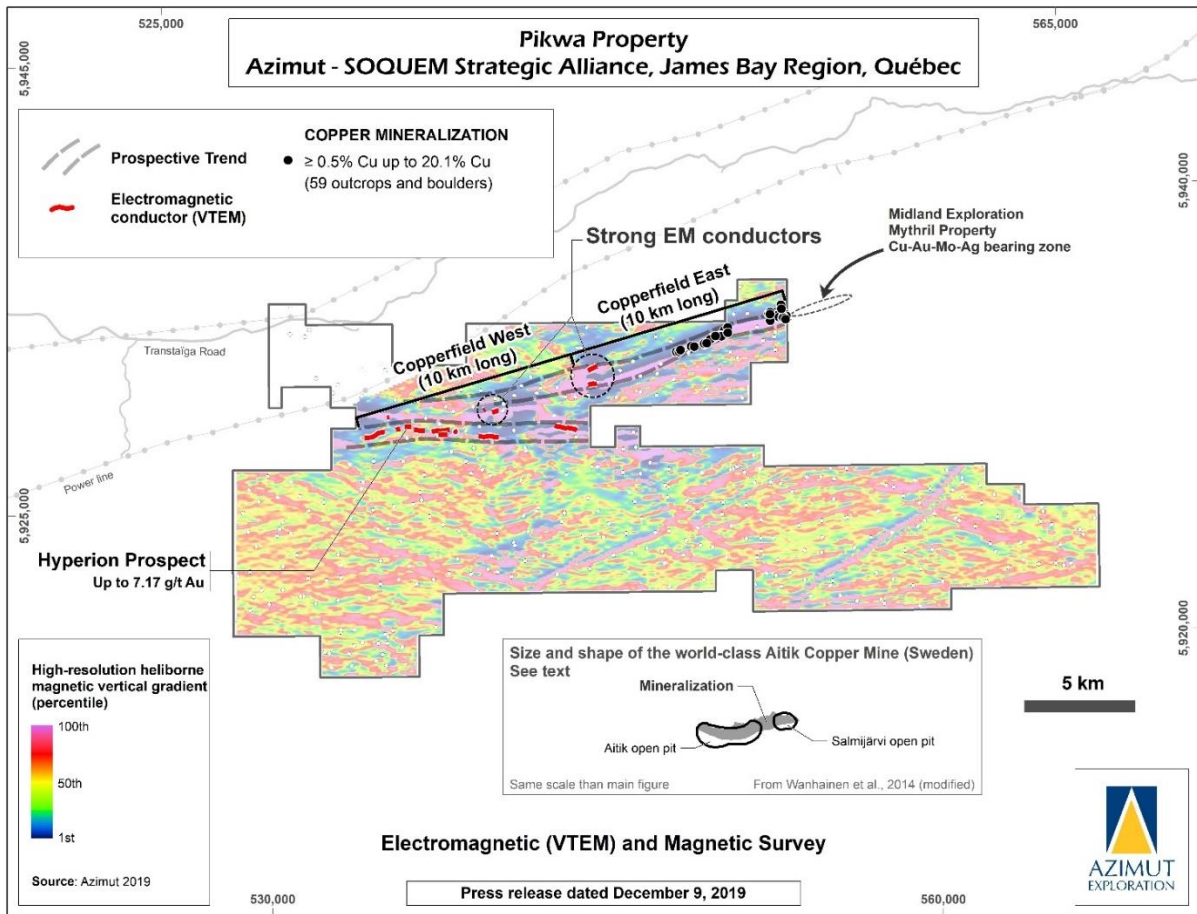 525,000
565,000
5,945,000
5,940,000
5,925,000
5,920,000
Pikwa Property
Azimut - SOQUEM Strategic Alliance, James Bay Region, Québec
Prospective Trend
Electromagnetic
conductor (VTEM)
COPPER MINERALIZATION
≥ 0.5% Cu up to 20.1% Cu
(59 outcrops and boulders)
Strong EM conductors
Midland Exploration
Mythril Property
Cu-Au-Mo-Ag bearing zone
Copperfield East
(10 km long)
Copperfield West
(10 km long)
Transtaïga Road
Power line
Hyperion Prospect
Up to 7.17 g/t Au
High-resolution heliborne
magnetic vertical gradient
(percentile)
100th
50th
1st
Source: Azimut 2019
Size and shape of the world-class Aitik Copper Mine (Sweden)
See text
Mineralization
Aitik open pit
Salmijärvi open pit
Same scale than main figure
From Wanhainen et al., 2014 (modified)
5 km
Electromagnetic (VTEM) and Magnetic Survey
Press release dated December 9, 2019
AZIMUT
EXPLORATION
530,000
560,000